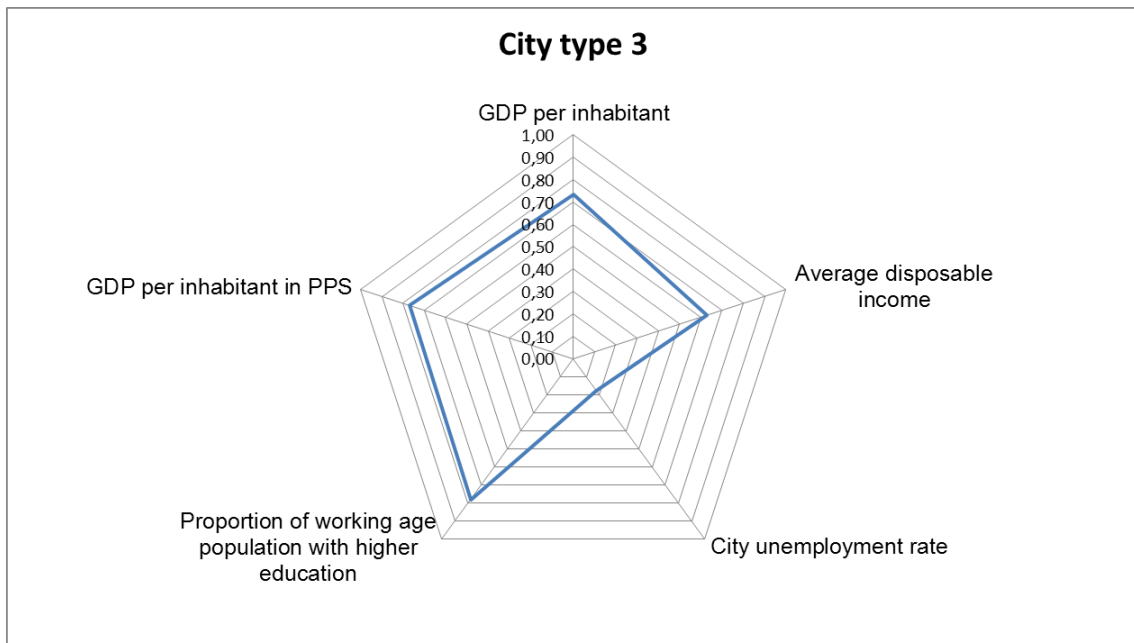 City type 3
GDP per inhabitant
1,00
0,90
0,80
0,70
0,60
0,50
0,40
0,30
0,20
0,10
0,00
Average disposable
income
City unemployment rate
Proportion of working age
population with higher
education
GDP per inhabitant in PPS